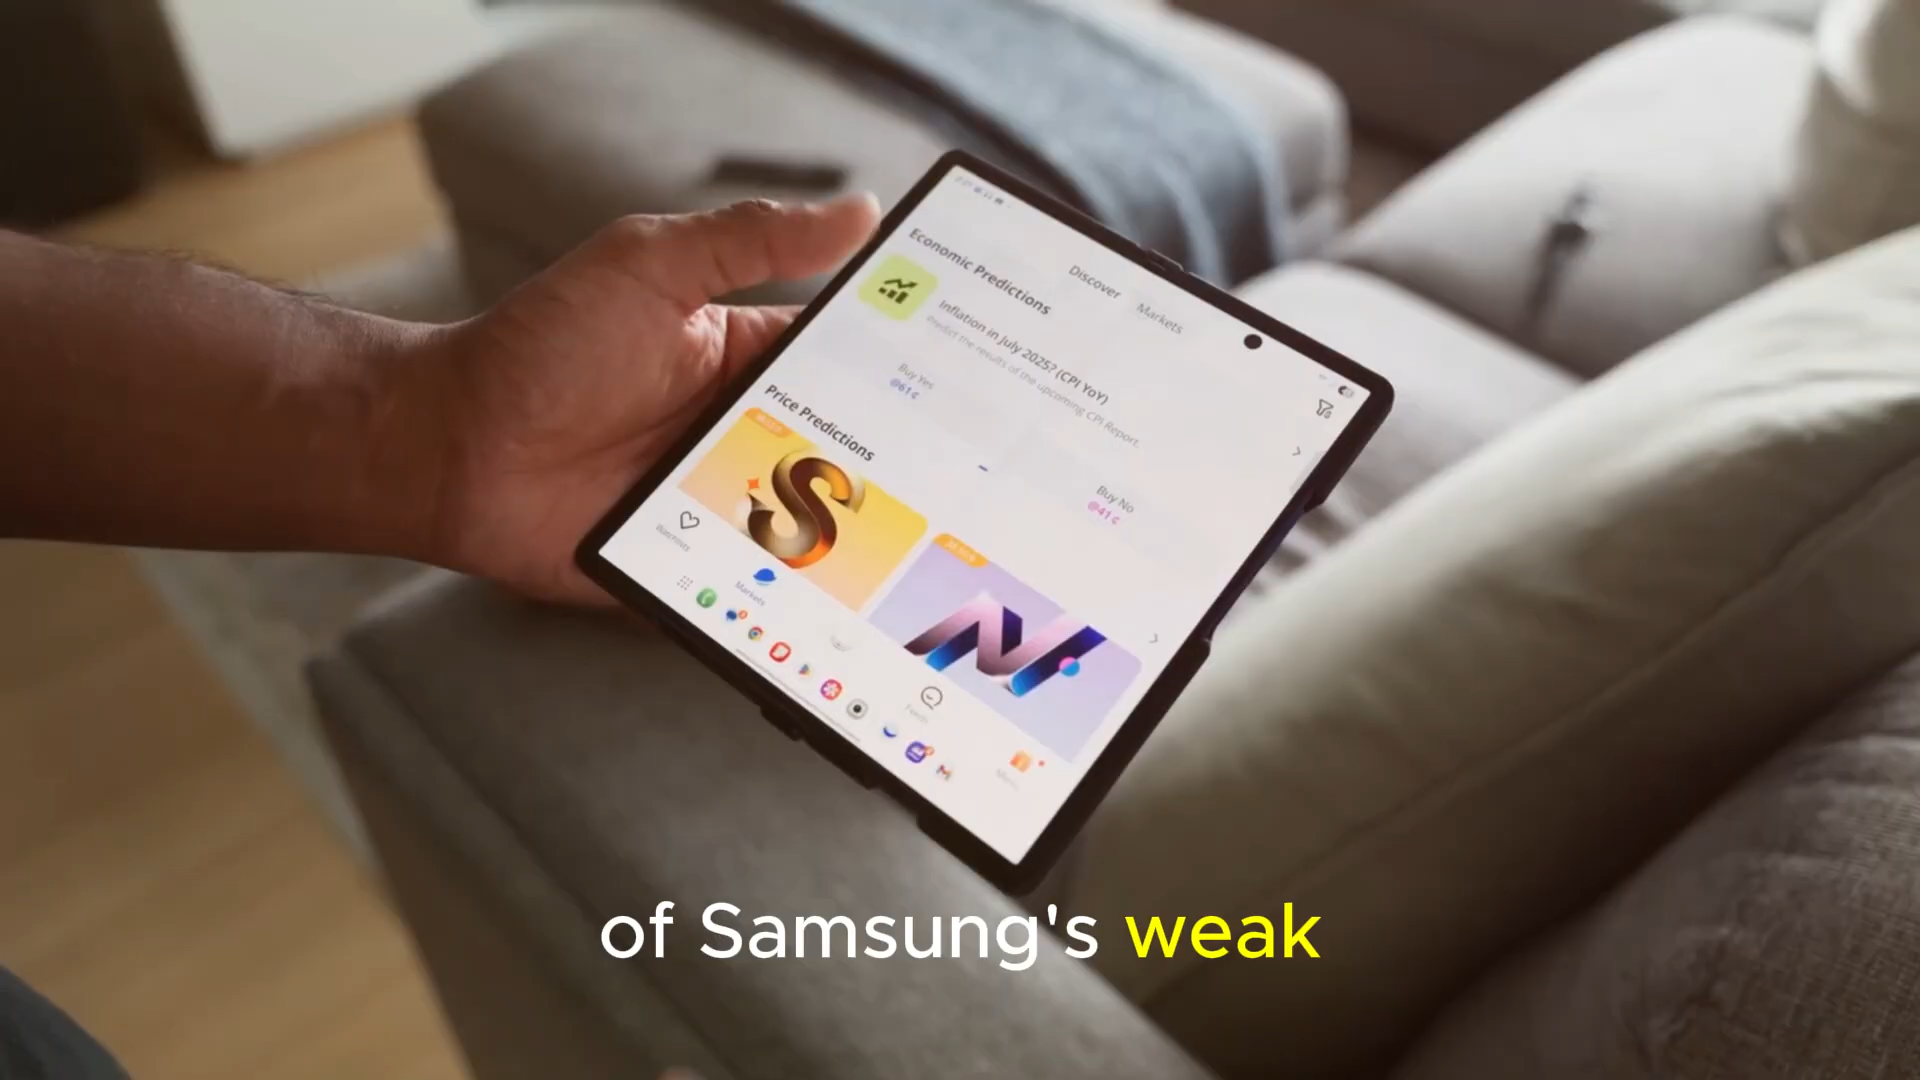 Discover
Markets
Economic Predictions
Inflation in July 2025? (CPI YoY)
Predict the results of the upcoming CPI Report.
Buy Yes
@61¢
Buy No
@41¢
Price Predictions
Markets
of Samsung's weak